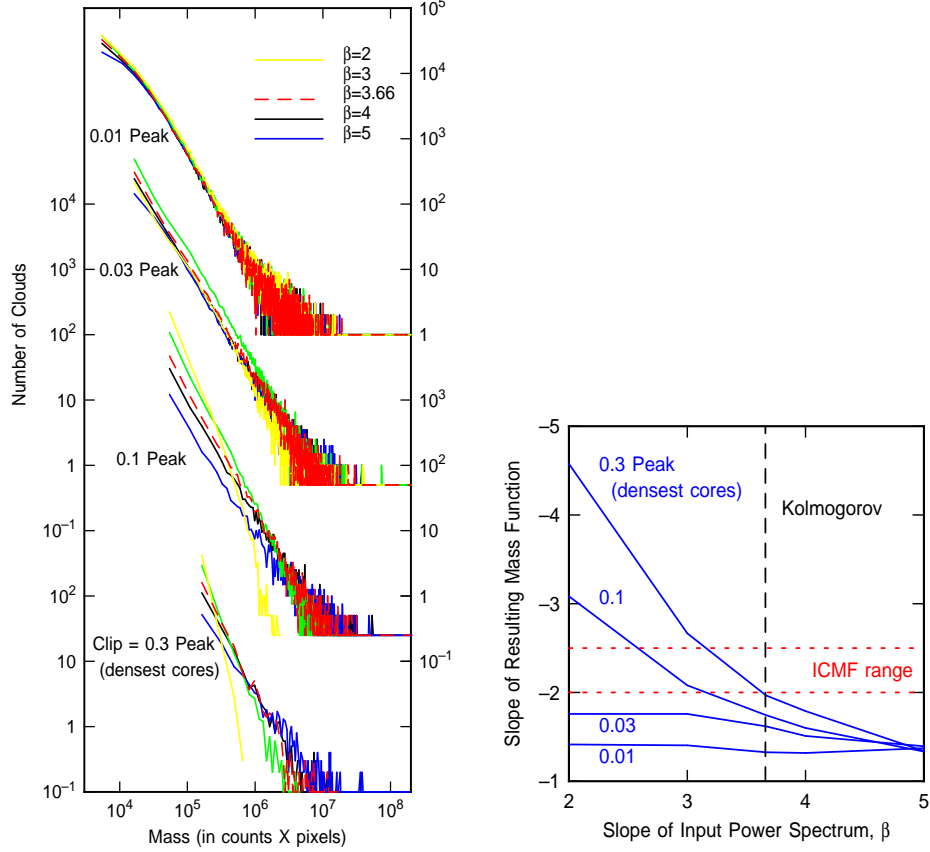 10⁵
10⁴
10³
10²
10
1
10³
10²
10
1
10⁻¹
β=2
β=3
β=3.66
β=4
β=5
0.01 Peak
0.03 Peak
0.1 Peak
Clip = 0.3 Peak
(densest cores)
Number of Clouds
10⁴
10³
10²
10
1
10⁻¹
10²
10
1
10⁻¹
10⁴
10⁵
10⁶
10⁷
10⁸
Mass (in counts X pixels)
Slope of Resulting Mass Function
–5
–4
–3
–2
–1
0.3 Peak
(densest cores)
Kolmogorov
0.1
ICMF range
0.03
0.01
2
3
4
5
Slope of Input Power Spectrum, β